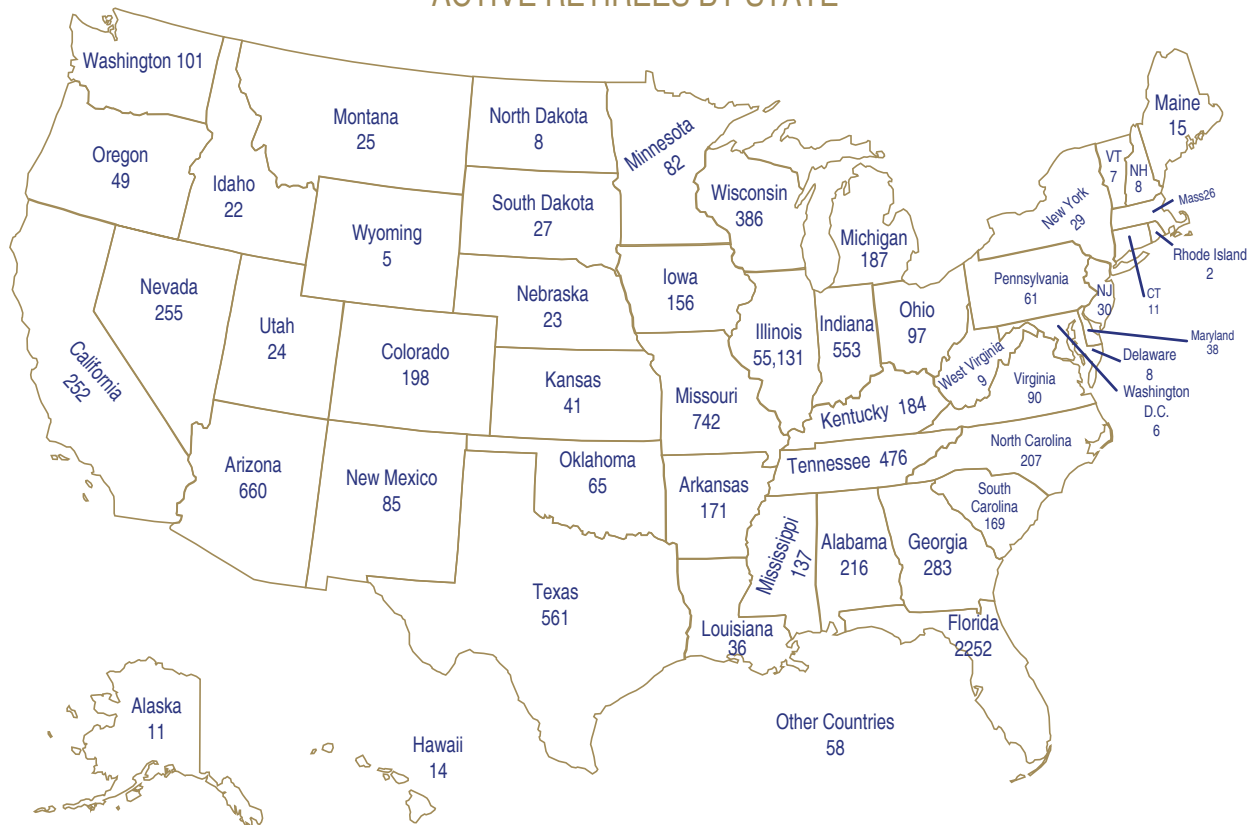 ACTIVE RETIREES BY STATE
Washington 101
Oregon
49
Idaho
22
Montana
25
North Dakota
8
Minnesota
82
Wisconsin
386
Michigan
187
Maine
15
VT
7
NH
8
Mass26
New York
29
Rhode Island
2
CT
11
South Dakota
27
Wyoming
5
Nevada
255
Utah
24
California
252
Colorado
198
Nebraska
23
Iowa
156
Illinois
55,131
Indiana
553
Ohio
97
Pennsylvania
61
NJ
30
Maryland
38
Delaware
8
Washington
D.C.
6
West Virginia
9
Virginia
90
Kansas
41
Missouri
742
Kentucky 184
North Carolina
207
Tennessee 476
South
Carolina
169
Arizona
660
New Mexico
85
Oklahoma
65
Arkansas
171
Mississippi
137
Alabama
216
Georgia
283
Texas
561
Louisiana
36
Florida
2252
Alaska
11
Hawaii
14
Other Countries
58